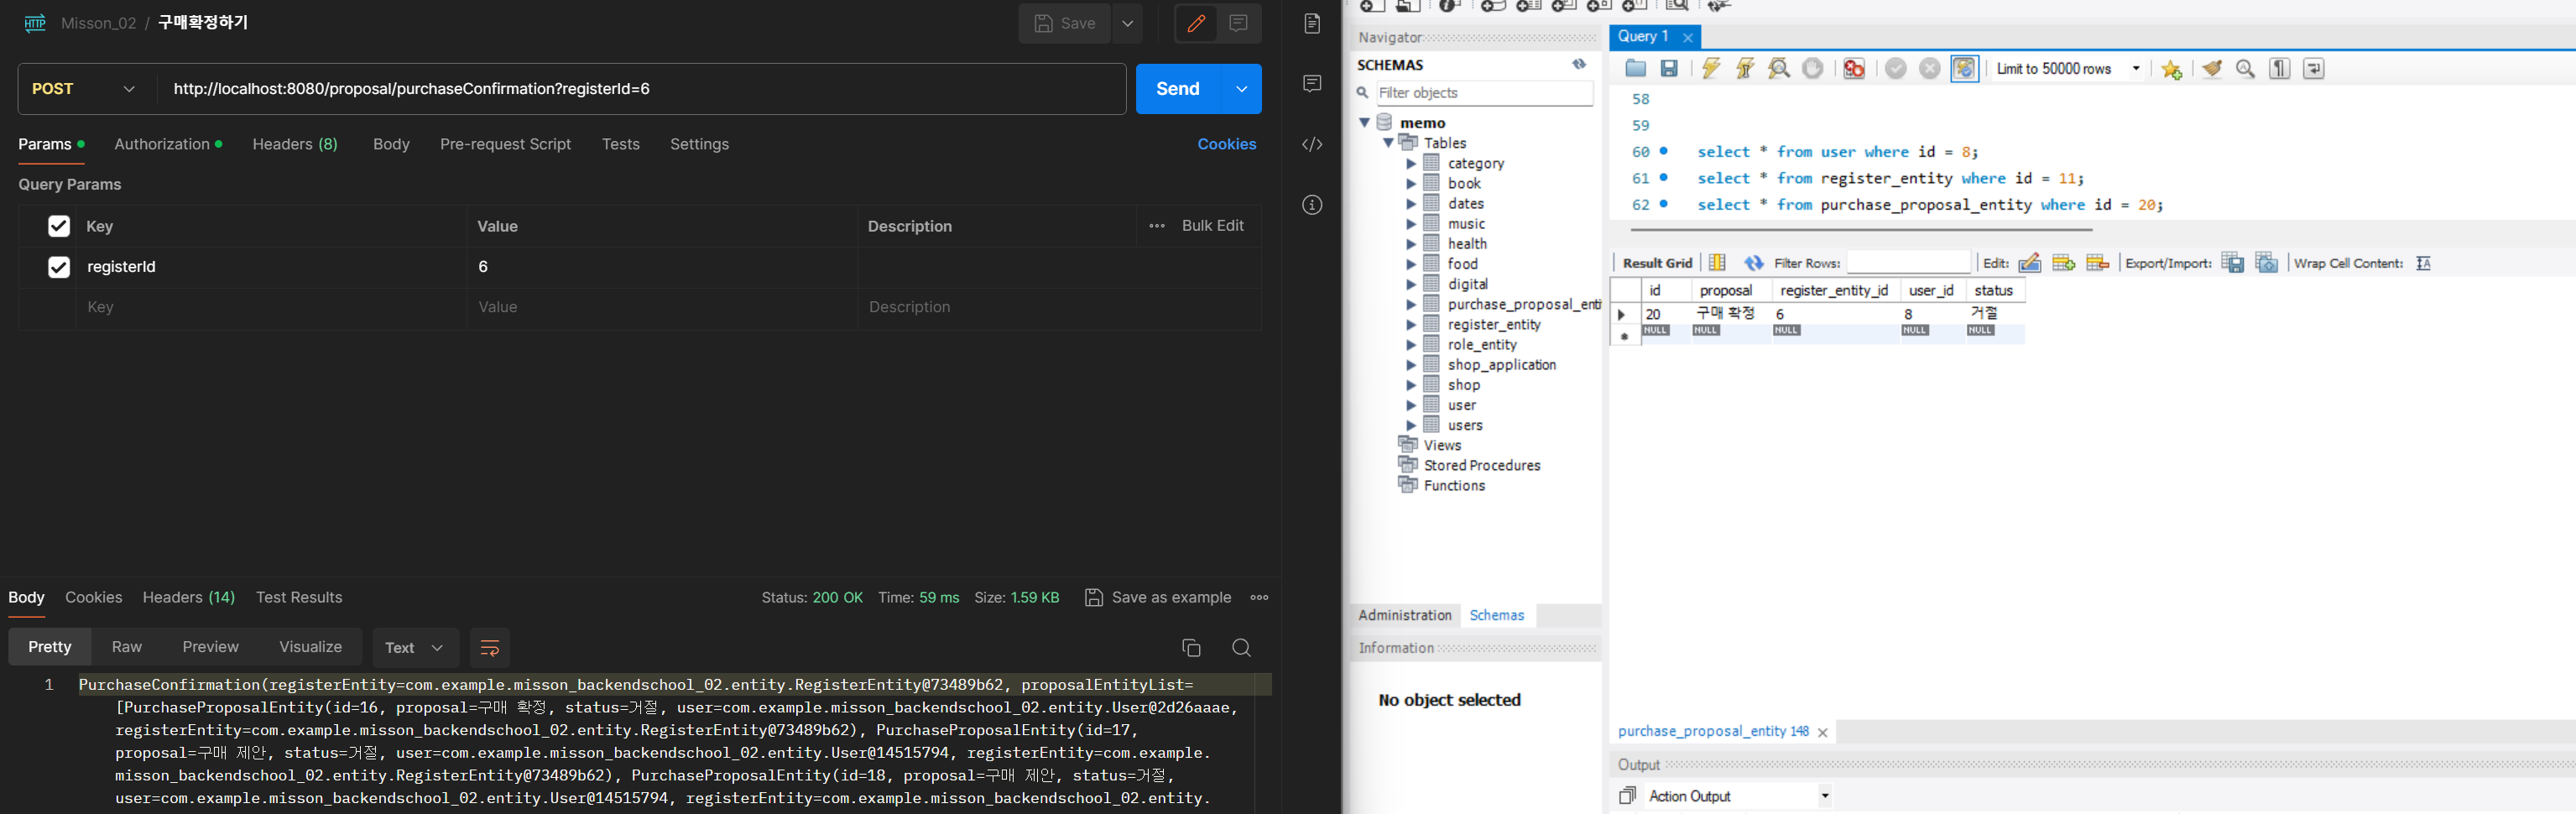 HTTP Misson_02 / 구매확정하기
Save
POST http://localhost:8080/proposal/purchaseConfirmation?registerId=6 Send
Params Authorization Headers (8) Body Pre-request Script Tests Settings Cookies
Query Params
Key Value Description Bulk Edit
registerId 6
Key Value Description
Body Cookies Headers (14) Test Results Status: 200 OK Time: 59 ms Size: 1.59 KB Save as example
Pretty Raw Preview Visualize Text
1 PurchaseConfirmation(registerEntity=com.example.misson_backendschool_02.entity.RegisterEntity@73489b62, proposalEntityList=
[PurchaseProposalEntity(id=16, proposal=구매 확정, status=거절, user=com.example.misson_backendschool_02.entity.User@2d26aaae,
registerEntity=com.example.misson_backendschool_02.entity.RegisterEntity@73489b62), PurchaseProposalEntity(id=17,
proposal=구매 제안, status=거절, user=com.example.misson_backendschool_02.entity.User@14515794, registerEntity=com.example.
misson_backendschool_02.entity.RegisterEntity@73489b62), PurchaseProposalEntity(id=18, proposal=구매 제안, status=거절,
user=com.example.misson_backendschool_02.entity.User@14515794, registerEntity=com.example.misson_backendschool_02.entity.
Navigator
SCHEMAS
Filter objects
memo
Tables
category
book
dates
music
health
food
digital
purchase_proposal_enti
register_entity
role_entity
shop_application
shop
user
users
Views
Stored Procedures
Functions
Administration Schemas
Information
No object selected
Query 1
Limit to 50000 rows
58
59
60 select * from user where id = 8;
61 select * from register_entity where id = 11;
62 select * from purchase_proposal_entity where id = 20;
Result Grid Filter Rows: Edit: Export/Import: Wrap Cell Content:
id proposal register_entity_id user_id status
20 구매 확정 6 8 거절
NULL NULL NULL NULL NULL
purchase_proposal_entity 148
Output
Action Output